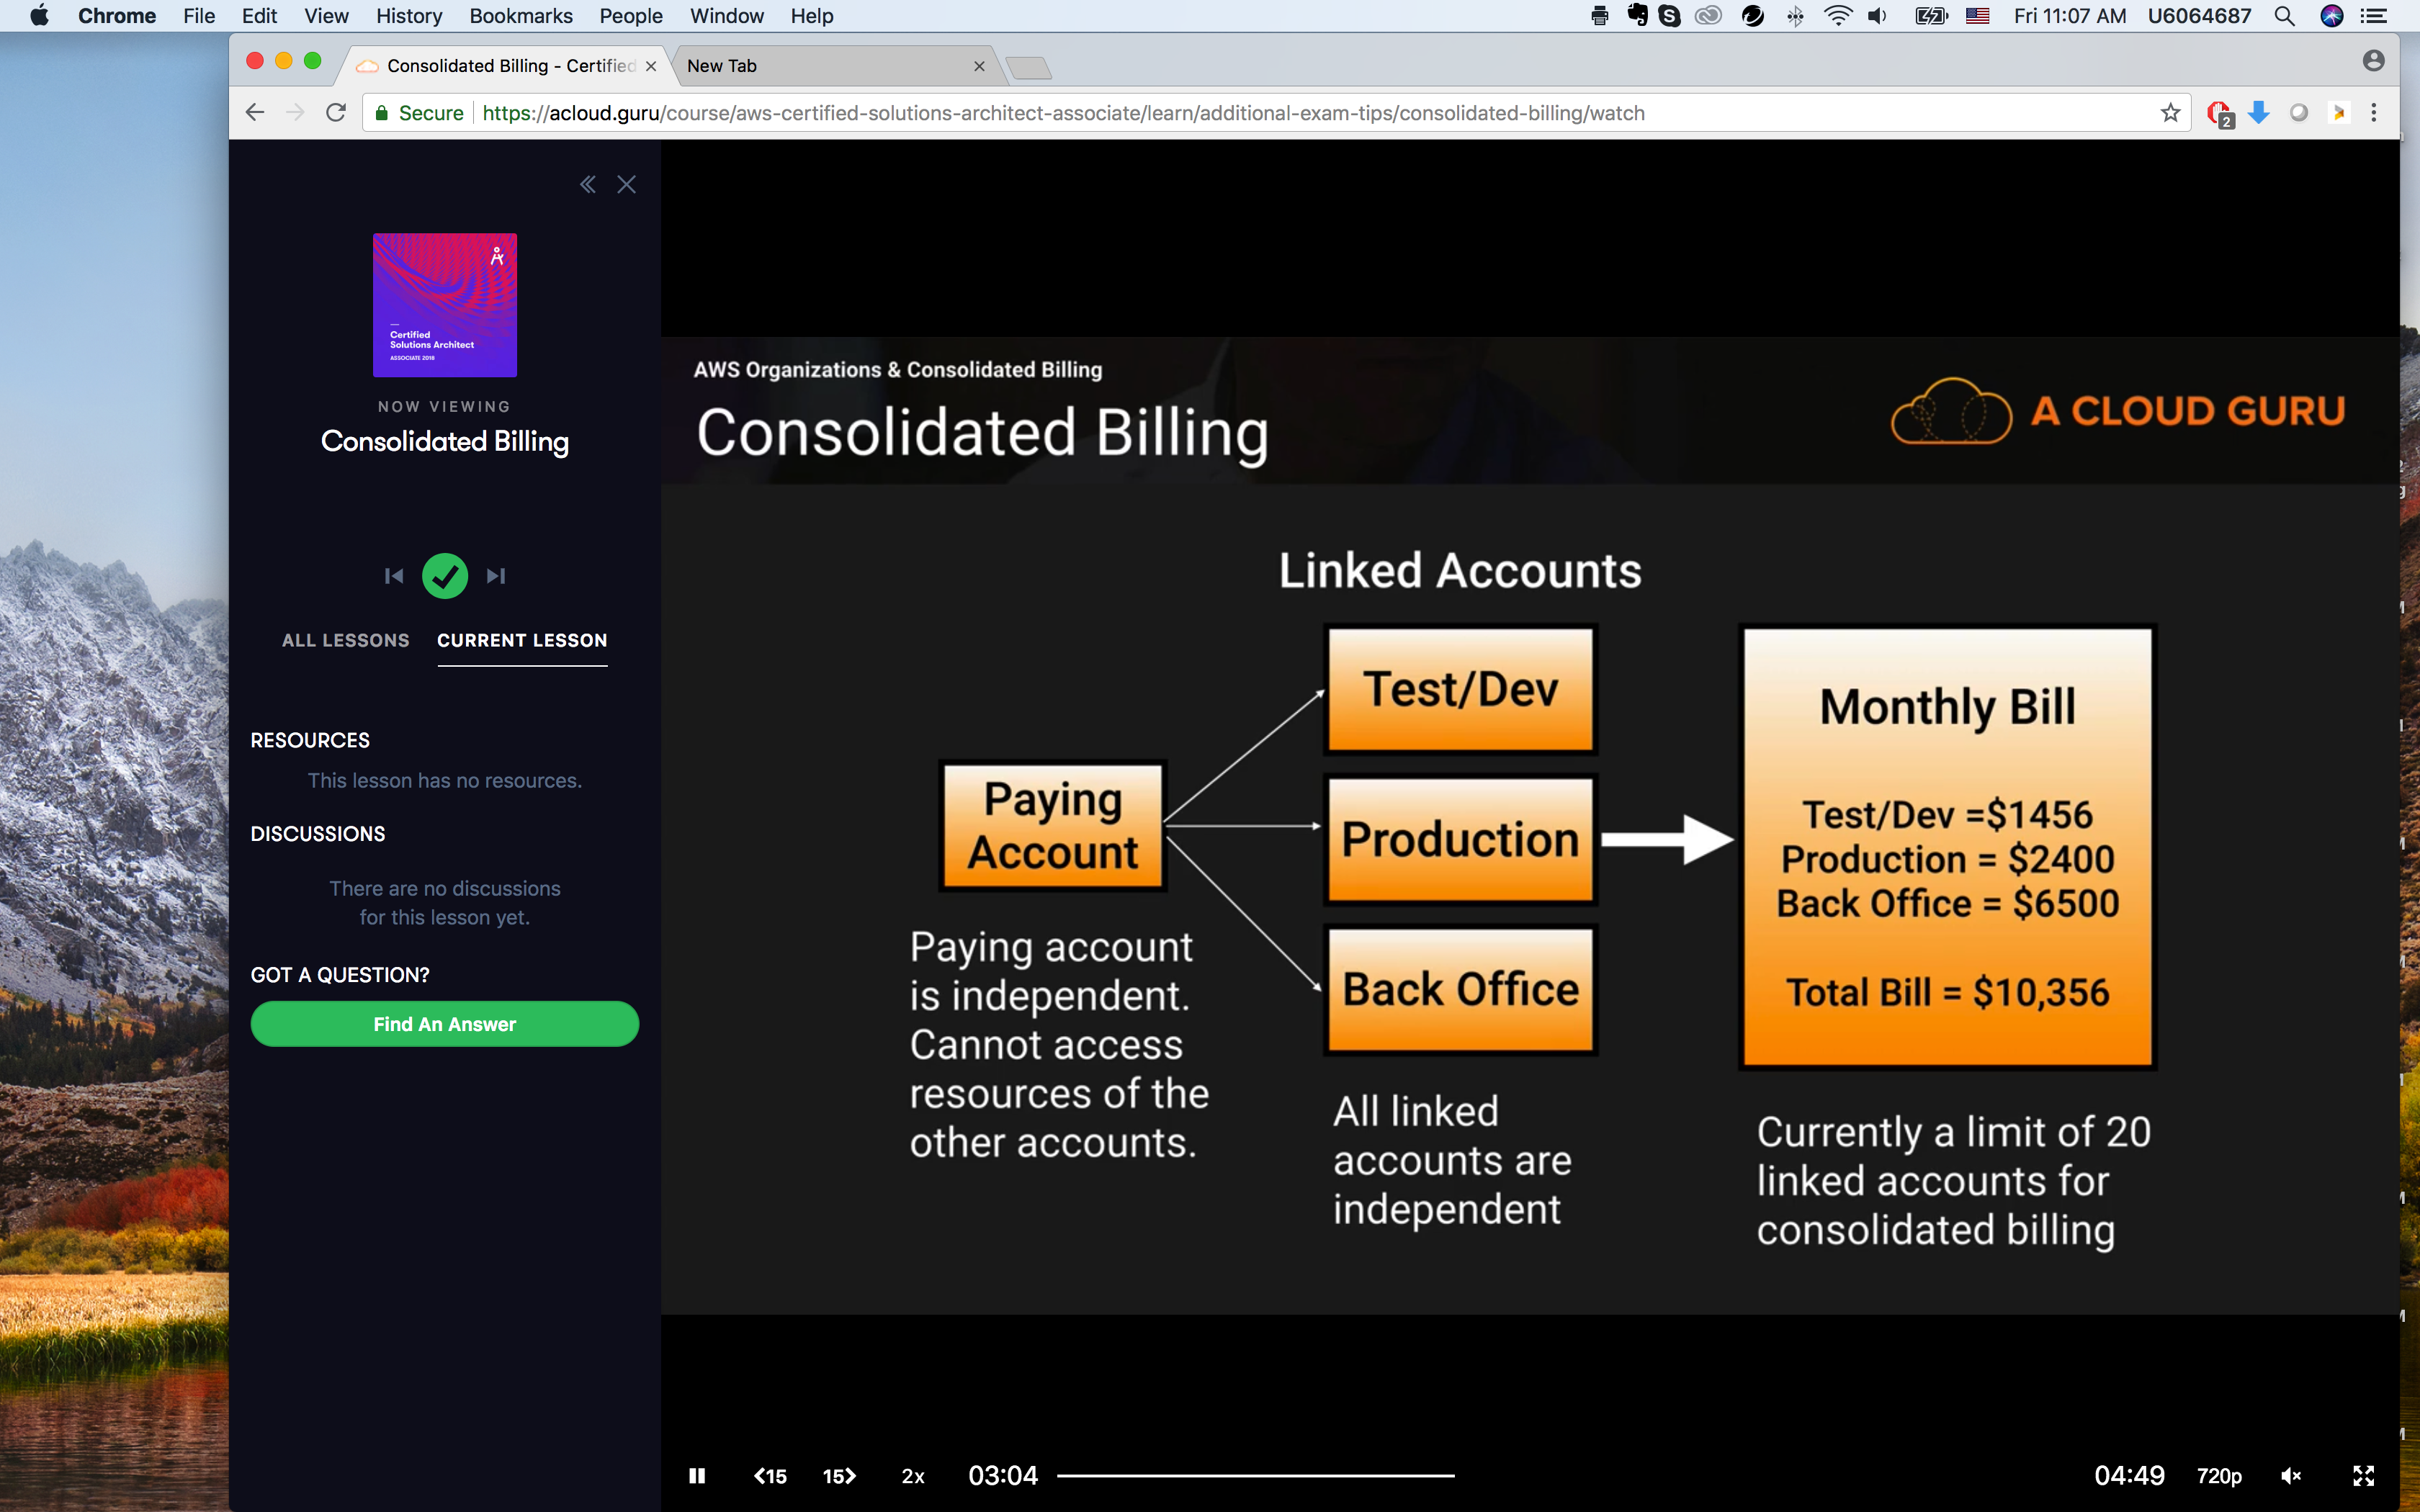 Chrome File Edit View History Bookmarks People Window Help Fri 11:07 AM U6064687
Consolidated Billing - Certified
New Tab
Secure https://acloud.guru/course/aws-certified-solutions-architect-associate/learn/additional-exam-tips/consolidated-billing/watch
2
Certified
Solutions Architect
ASSOCIATE 2018
NOW VIEWING
Consolidated Billing
ALL LESSONS CURRENT LESSON
RESOURCES
This lesson has no resources.
DISCUSSIONS
There are no discussions
for this lesson yet.
GOT A QUESTION?
Find An Answer
AWS Organizations & Consolidated Billing
Consolidated Billing
A CLOUD GURU
Linked Accounts
Paying
Account
Paying account
is independent.
Cannot access
resources of the
other accounts.
Test/Dev
Production
Back Office
All linked
accounts are
independent
Monthly Bill
Test/Dev =$1456
Production = $2400
Back Office = $6500
Total Bill = $10,356
Currently a limit of 20
linked accounts for
consolidated billing
<15 15> 2x 03:04 04:49 720p